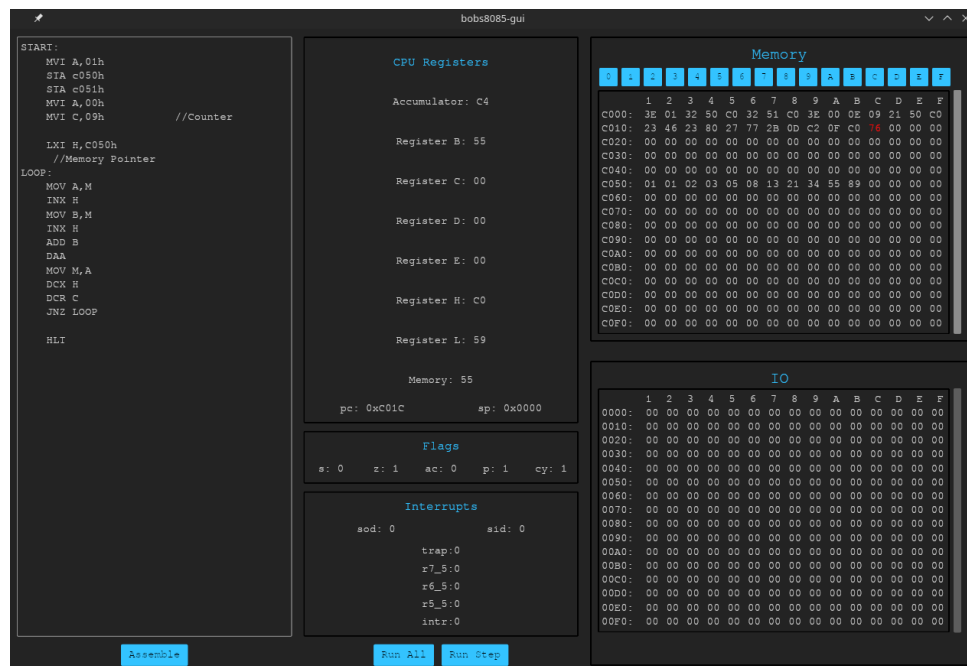 bobs8085-gui
START:
MVI A,01h
STA c050h
STA c051h
MVI A,00h
MVI C,09h //Counter
LXI H,C050h
//Memory Pointer
LOOP:
MOV A,M
INX H
MOV B,M
INX H
ADD B
DAA
MOV M,A
DCX H
DCR C
JNZ LOOP
HLT
Assemble
CPU Registers
Accumulator: C4
Register B: 55
Register C: 00
Register D: 00
Register E: 00
Register H: C0
Register L: 59
Memory: 55
pc: 0xC01C sp: 0x0000
Flags
s: 0 z: 1 ac: 0 p: 1 cy: 1
Interrupts
sod: 0 sid: 0
trap:0
r7_5:0
r6_5:0
r5_5:0
intr:0
Run All Run Step
Memory
0 1 2 3 4 5 6 7 8 9 A B C D E F
1 2 3 4 5 6 7 8 9 A B C D E F
C000: 3E 01 32 50 C0 32 51 C0 3E 00 0E 09 21 50 C0
C010: 23 46 23 80 27 77 2B 0D C2 0F C0 76 00 00 00
C020: 00 00 00 00 00 00 00 00 00 00 00 00 00 00 00
C030: 00 00 00 00 00 00 00 00 00 00 00 00 00 00 00
C040: 00 00 00 00 00 00 00 00 00 00 00 00 00 00 00
C050: 01 01 02 03 05 08 13 21 34 55 89 00 00 00 00
C060: 00 00 00 00 00 00 00 00 00 00 00 00 00 00 00
C070: 00 00 00 00 00 00 00 00 00 00 00 00 00 00 00
C080: 00 00 00 00 00 00 00 00 00 00 00 00 00 00 00
C090: 00 00 00 00 00 00 00 00 00 00 00 00 00 00 00
C0A0: 00 00 00 00 00 00 00 00 00 00 00 00 00 00 00
C0B0: 00 00 00 00 00 00 00 00 00 00 00 00 00 00 00
C0C0: 00 00 00 00 00 00 00 00 00 00 00 00 00 00 00
C0D0: 00 00 00 00 00 00 00 00 00 00 00 00 00 00 00
C0E0: 00 00 00 00 00 00 00 00 00 00 00 00 00 00 00
C0F0: 00 00 00 00 00 00 00 00 00 00 00 00 00 00 00
IO
1 2 3 4 5 6 7 8 9 A B C D E F
0000: 00 00 00 00 00 00 00 00 00 00 00 00 00 00 00
0010: 00 00 00 00 00 00 00 00 00 00 00 00 00 00 00
0020: 00 00 00 00 00 00 00 00 00 00 00 00 00 00 00
0030: 00 00 00 00 00 00 00 00 00 00 00 00 00 00 00
0040: 00 00 00 00 00 00 00 00 00 00 00 00 00 00 00
0050: 00 00 00 00 00 00 00 00 00 00 00 00 00 00 00
0060: 00 00 00 00 00 00 00 00 00 00 00 00 00 00 00
0070: 00 00 00 00 00 00 00 00 00 00 00 00 00 00 00
0080: 00 00 00 00 00 00 00 00 00 00 00 00 00 00 00
0090: 00 00 00 00 00 00 00 00 00 00 00 00 00 00 00
00A0: 00 00 00 00 00 00 00 00 00 00 00 00 00 00 00
00B0: 00 00 00 00 00 00 00 00 00 00 00 00 00 00 00
00C0: 00 00 00 00 00 00 00 00 00 00 00 00 00 00 00
00D0: 00 00 00 00 00 00 00 00 00 00 00 00 00 00 00
00E0: 00 00 00 00 00 00 00 00 00 00 00 00 00 00 00
00F0: 00 00 00 00 00 00 00 00 00 00 00 00 00 00 00